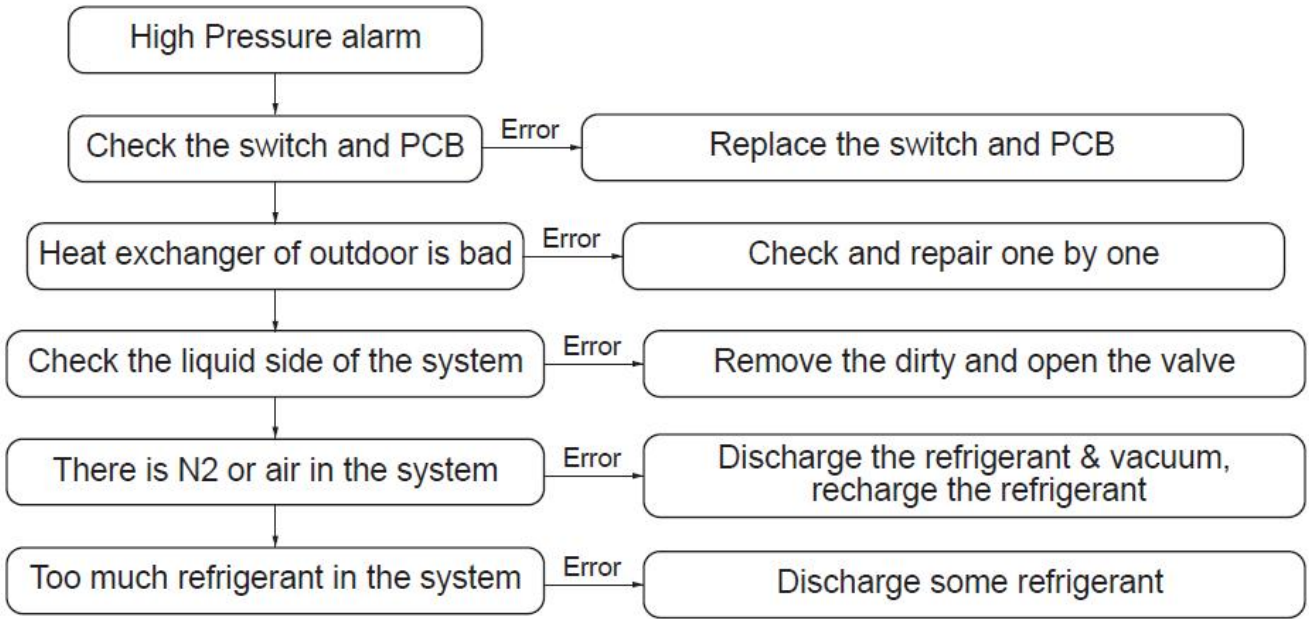 High Pressure alarm
Check the switch and PCB
Error
Replace the switch and PCB
Heat exchanger of outdoor is bad
Error
Check and repair one by one
Check the liquid side of the system
Error
Remove the dirty and open the valve
There is N2 or air in the system
Error
Discharge the refrigerant & vacuum,
recharge the refrigerant
Too much refrigerant in the system
Error
Discharge some refrigerant